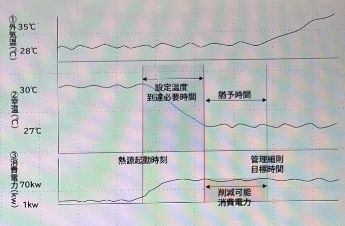 ①外気温(℃)
35℃
28℃
②室温(℃)
30℃
27℃
設定温度
到達必要時間
猶予時間
熱源起動時刻
管理細則
目標時間
③消費電力(kw)
70kw
1kw
削減可能
消費電力